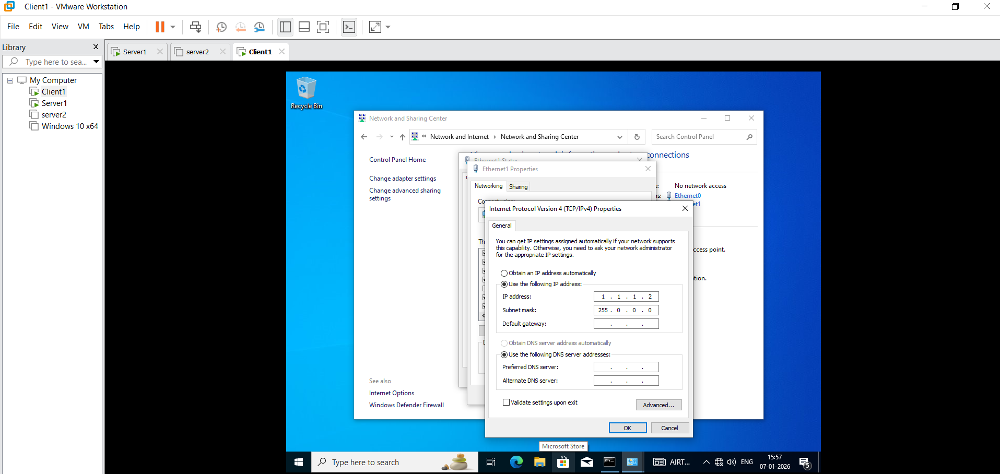 Client1 - VMware Workstation
File Edit View VM Tabs Help
Library
Type here to sea...
My Computer
Client1
Server1
server2
Windows 10 x64
Server1 server2 Client1
Recycle Bin
Network and Sharing Center
« Network and Internet › Network and Sharing Center
Search Control Panel
Control Panel Home
Change adapter settings
Change advanced sharing
settings
See also
Internet Options
Windows Defender Firewall
connections
No network access
Ethernet0
et1
ccess point.
tion.
Ethernet1 Status
Ethernet1 Properties
Networking Sharing
Internet Protocol Version 4 (TCP/IPv4) Properties
General
You can get IP settings assigned automatically if your network supports
this capability. Otherwise, you need to ask your network administrator
for the appropriate IP settings.
Obtain an IP address automatically
Use the following IP address:
IP address: 1 . 1 . 1 . 2
Subnet mask: 255 . 0 . 0 . 0
Default gateway: . . .
Obtain DNS server address automatically
Use the following DNS server addresses:
Preferred DNS server: . . .
Alternate DNS server: . . .
Validate settings upon exit
Advanced...
OK Cancel
Microsoft Store
Type here to search
AIRT...
ENG
15:57
07-01-2026
5